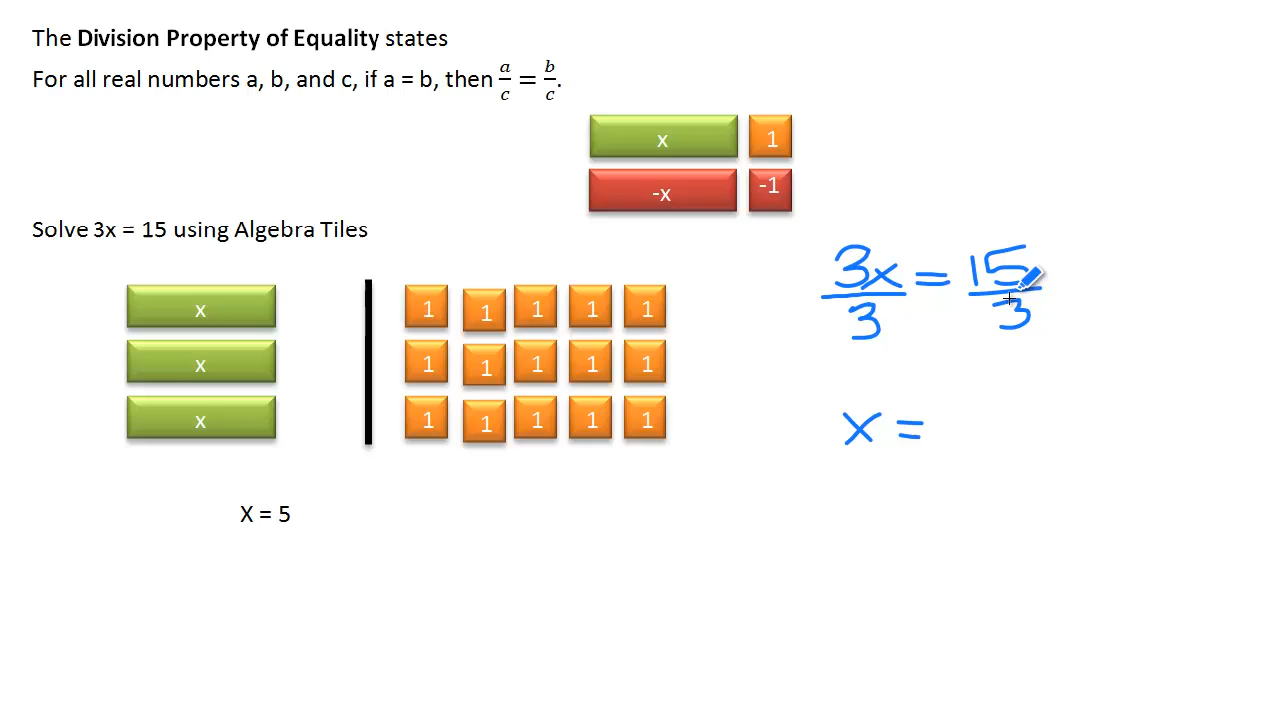 The Division Property of Equality states
For all real numbers a, b, and c, if a = b, then a/c = b/c.
x 1
-x -1
Solve 3x = 15 using Algebra Tiles
3x/3 = 15/3
x 1 1 1 1 1
x 1 1 1 1 1
x 1 1 1 1 1
x =
X = 5